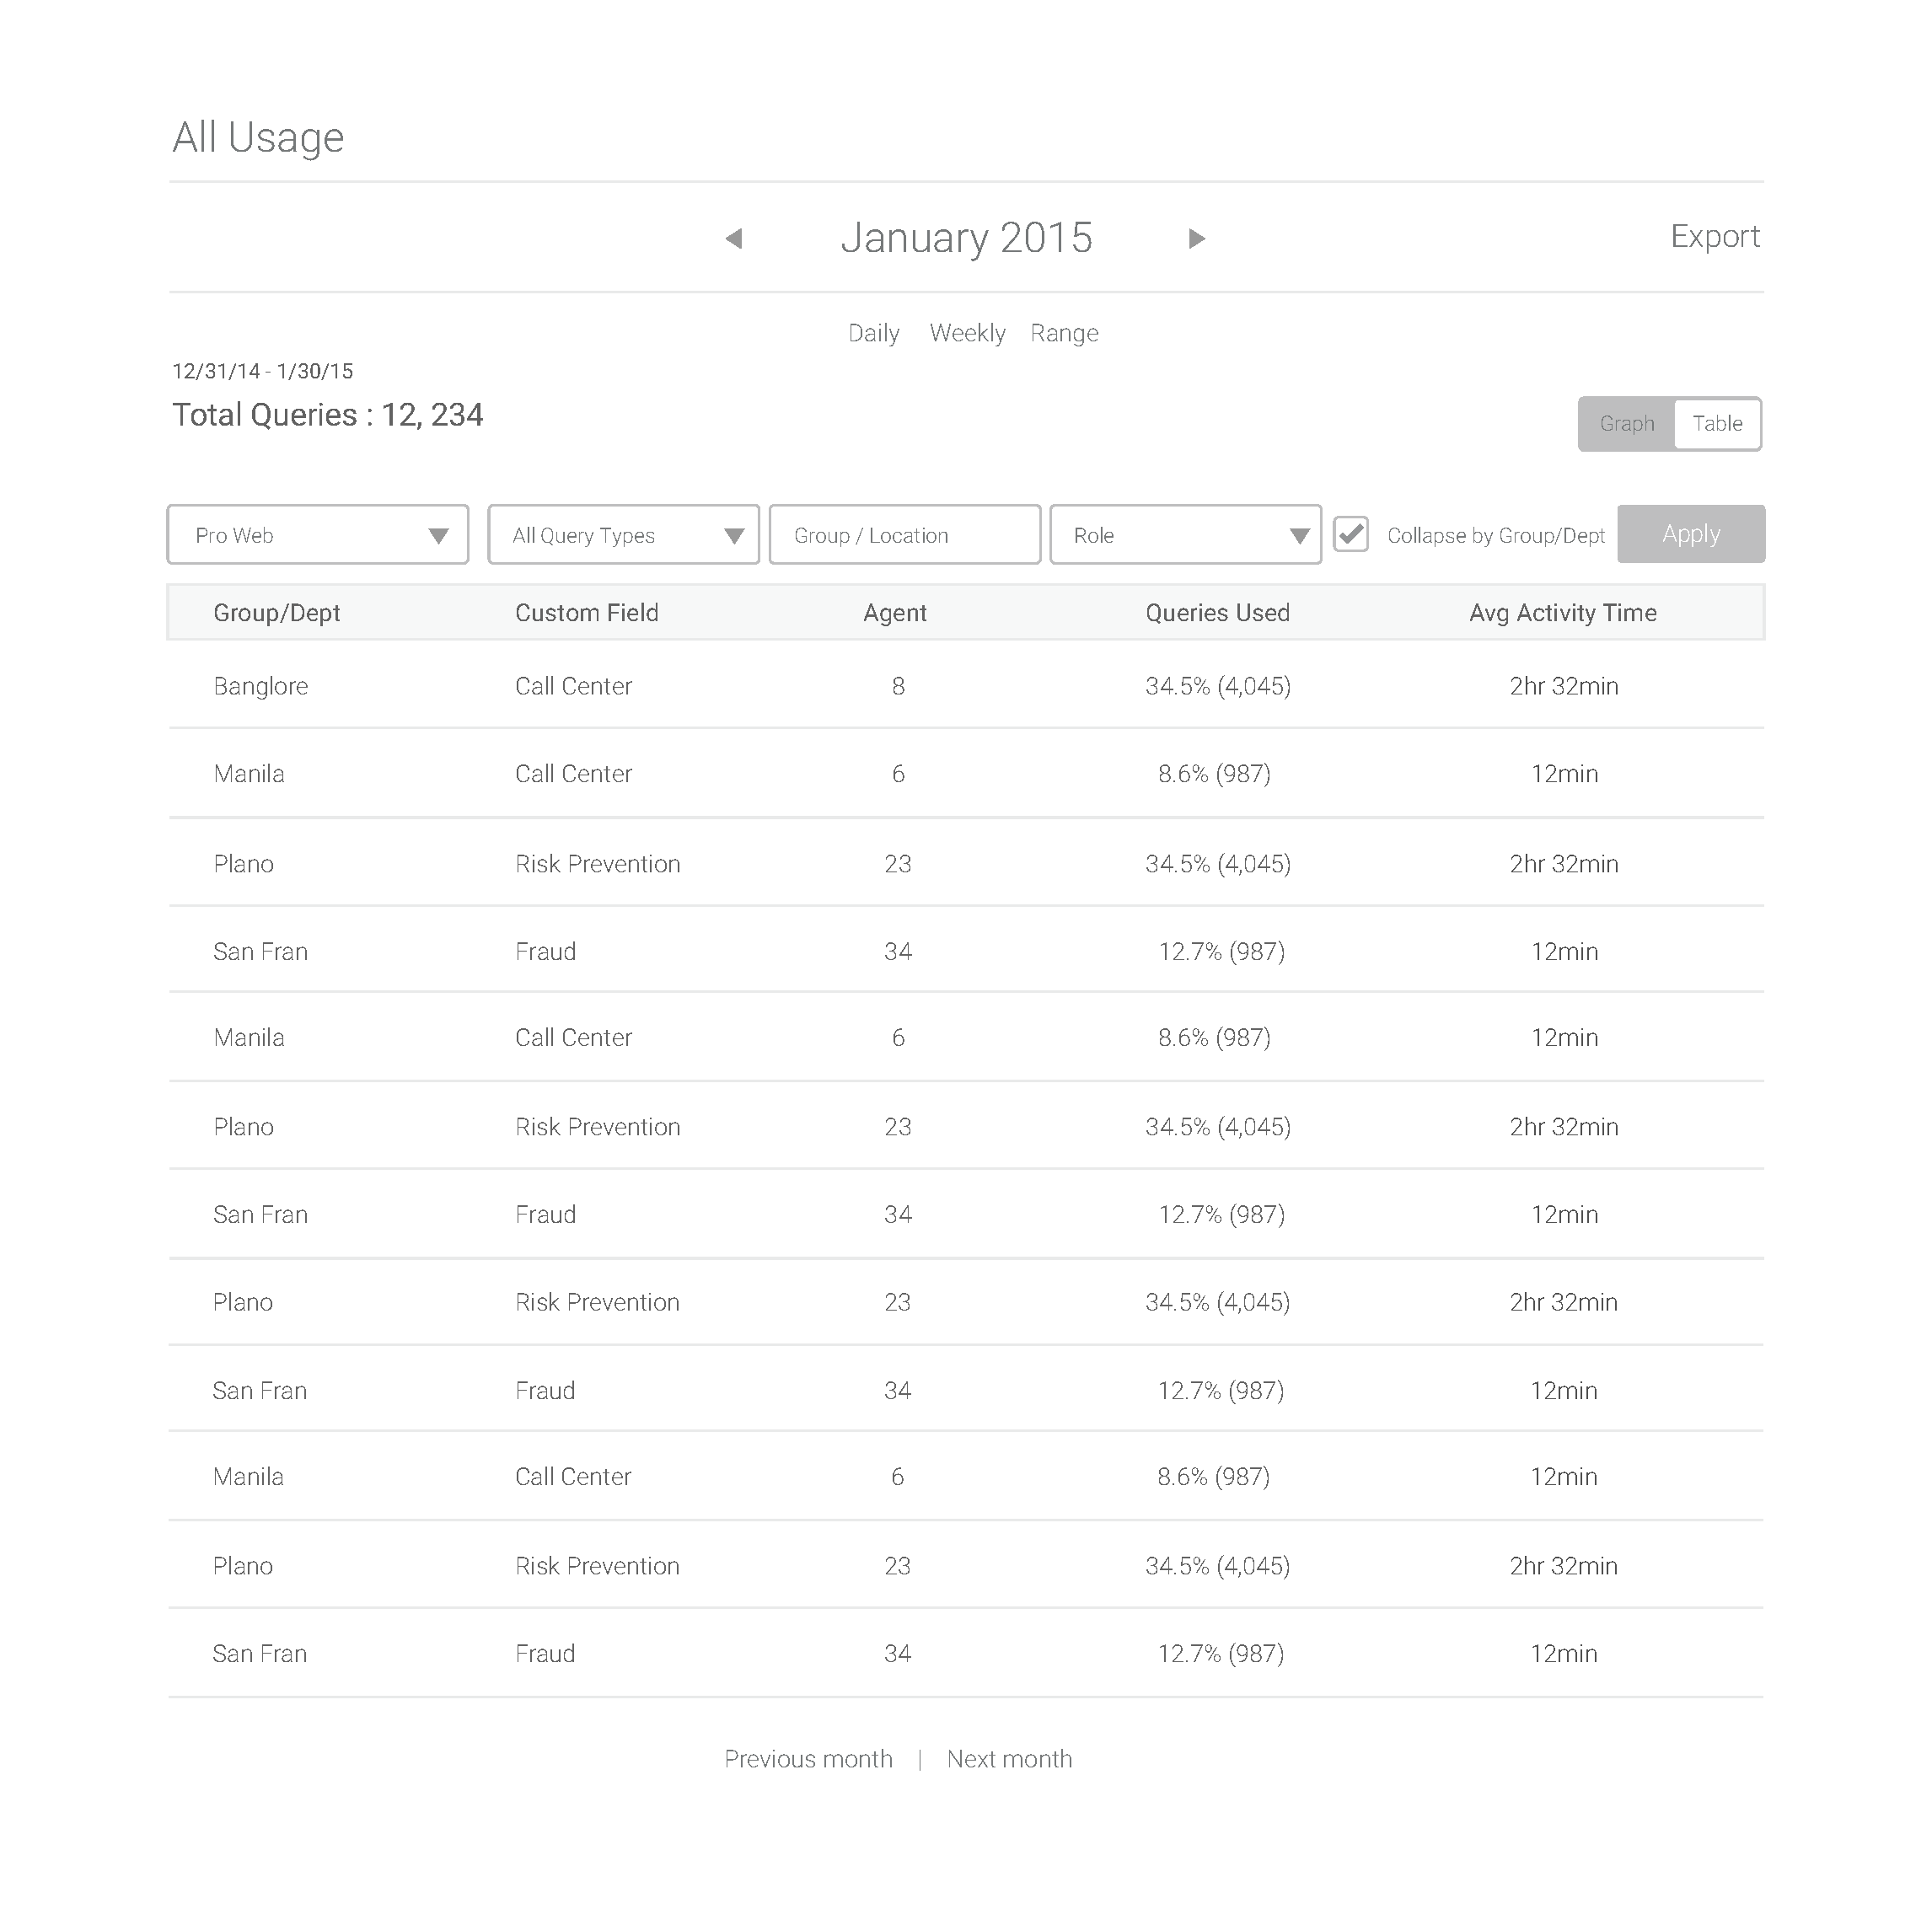 All Usage
January 2015
Export
Daily Weekly Range
12/31/14 - 1/30/15
Total Queries : 12, 234
Graph Table
Pro Web All Query Types Group / Location Role Collapse by Group/Dept Apply
Group/Dept Custom Field Agent Queries Used Avg Activity Time
Banglore Call Center 8 34.5% (4,045) 2hr 32min
Manila Call Center 6 8.6% (987) 12min
Plano Risk Prevention 23 34.5% (4,045) 2hr 32min
San Fran Fraud 34 12.7% (987) 12min
Manila Call Center 6 8.6% (987) 12min
Plano Risk Prevention 23 34.5% (4,045) 2hr 32min
San Fran Fraud 34 12.7% (987) 12min
Plano Risk Prevention 23 34.5% (4,045) 2hr 32min
San Fran Fraud 34 12.7% (987) 12min
Manila Call Center 6 8.6% (987) 12min
Plano Risk Prevention 23 34.5% (4,045) 2hr 32min
San Fran Fraud 34 12.7% (987) 12min
Previous month | Next month